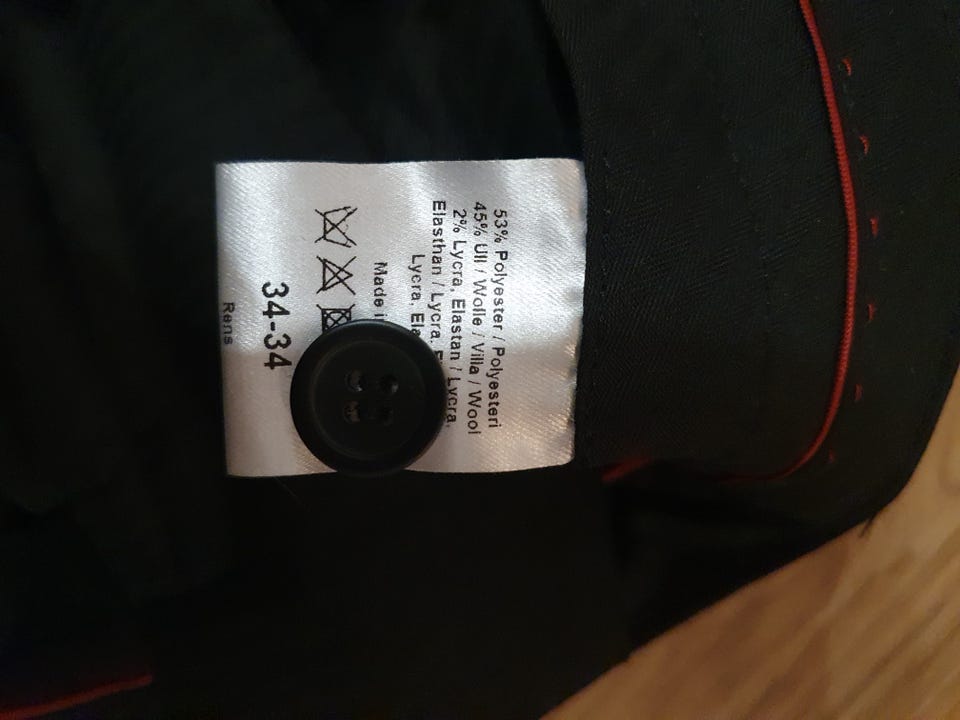 53% Polyester / Polyesteri
45% Ull / Wolle / Villa / Wool
2% Lycra, Elastan / Lycra,
Elasthan / Lycra,
Lycra,
Made
34-34
Rens